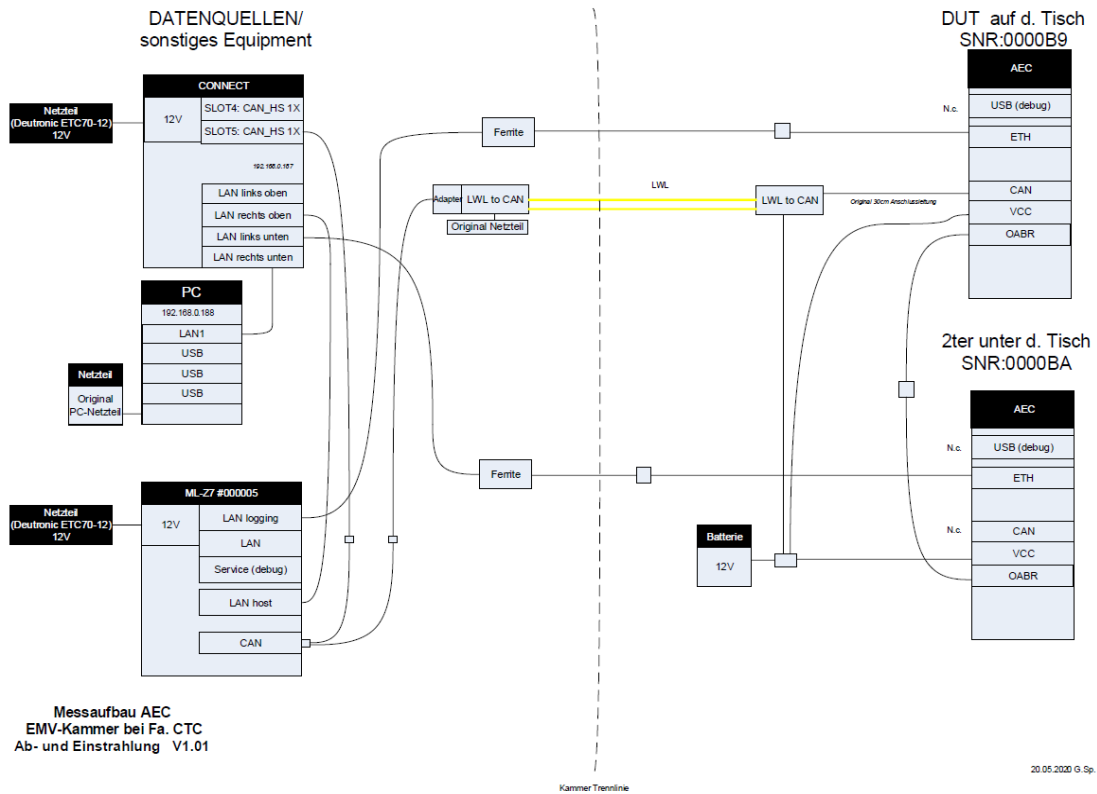 DATENQUELLEN/
sonstiges Equipment
DUT auf d. Tisch
SNR:0000B9
CONNECT
Netzteil
(Deutronic ETC70-12)
12V
12V
SLOT4: CAN_HS 1X
SLOT5: CAN_HS 1X
192.168.0.187
LAN links oben
LAN rechts oben
LAN links unten
LAN rechts unten
PC
192.168.0.188
LAN1
USB
USB
USB
Netzteil
Original
PC-Netzteil
ML-Z7 #000005
Netzteil
(Deutronic ETC70-12)
12V
12V
LAN logging
LAN
Service (debug)
LAN host
CAN
Ferrite
Adapter
LWL to CAN
Original Netzteil
LWL
LWL to CAN
Original 30cm Anschlussleitung
Ferrite
Batterie
12V
AEC
N.c.
USB (debug)
ETH
CAN
VCC
OABR
2ter unter d. Tisch
SNR:0000BA
AEC
N.c.
USB (debug)
ETH
N.c.
CAN
VCC
OABR
Messaufbau AEC
EMV-Kammer bei Fa. CTC
Ab- und Einstrahlung V1.01
Kammer Trennlinie
20.05.2020 G.Sp.